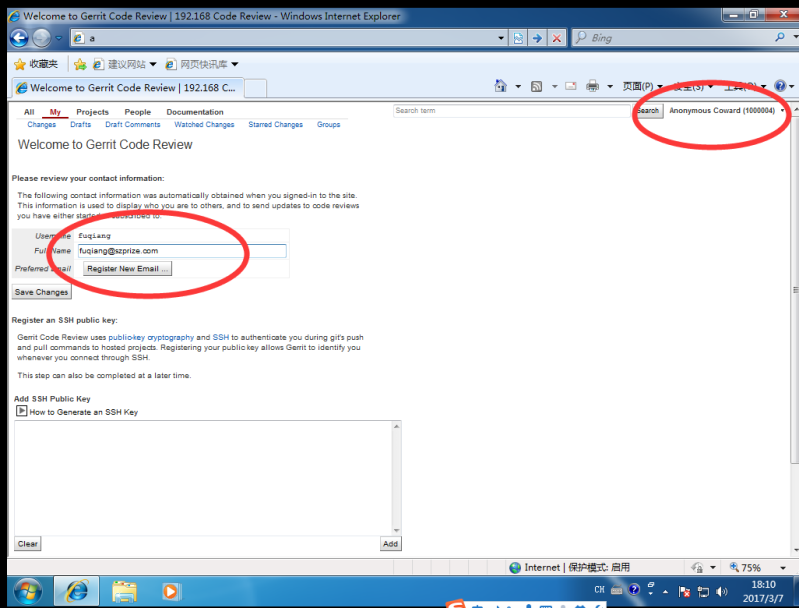 Welcome to Gerrit Code Review | 192.168 Code Review - Windows Internet Explorer
a
Bing
收藏夹 建议网站 网页快讯库
Welcome to Gerrit Code Review | 192.168 C...
页面(P) 安全(S) 工具(O)
All My Projects People Documentation
Search term
Search
Anonymous Coward (1000004)
Changes Drafts Draft Comments Watched Changes Starred Changes Groups
Welcome to Gerrit Code Review
Please review your contact information:
The following contact information was automatically obtained when you signed-in to the site.
This information is used to display who you are to others, and to send updates to code reviews
you have either started or subscribed to.
Username fuqiang
Full Name fuqiang@szprize.com
Preferred Email Register New Email ...
Save Changes
Register an SSH public key:
Gerrit Code Review uses public-key cryptography and SSH to authenticate you during git's push
and pull commands to hosted projects. Registering your public key allows Gerrit to identify you
whenever you connect through SSH.
This step can also be completed at a later time.
Add SSH Public Key
How to Generate an SSH Key
Clear
Add
Internet | 保护模式: 启用
75%
CH
18:10
2017/3/7